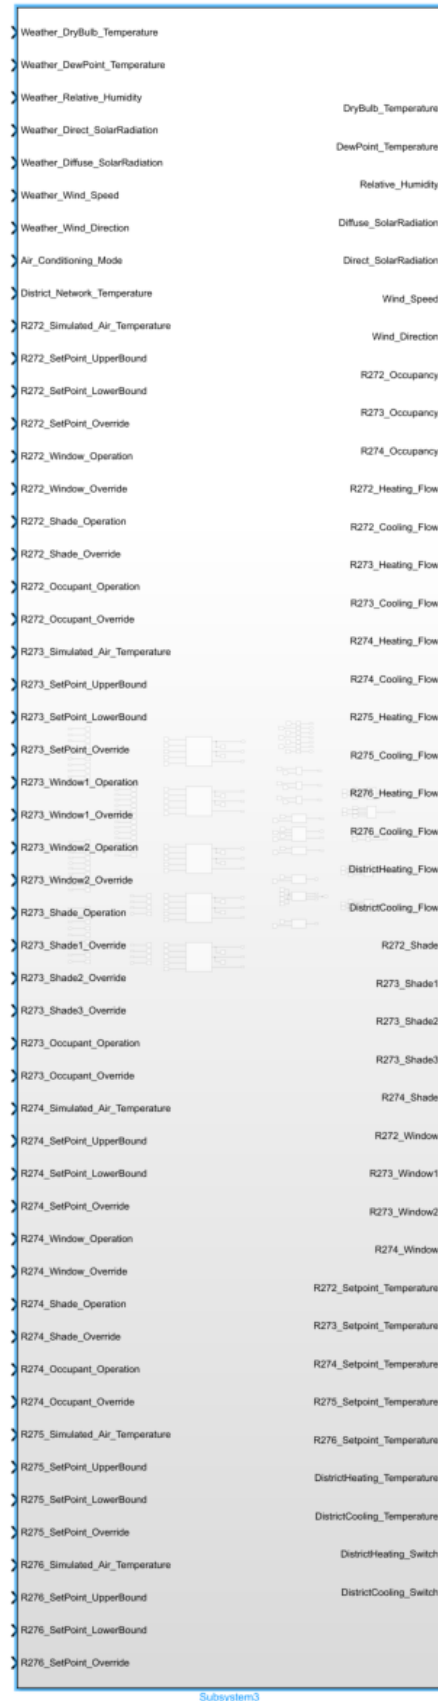 Weather_DryBulb_Temperature
Weather_DewPoint_Temperature
Weather_Relative_Humidity
Weather_Direct_SolarRadiation
Weather_Diffuse_SolarRadiation
Weather_Wind_Speed
Weather_Wind_Direction
Air_Conditioning_Mode
District_Network_Temperature
R272_Simulated_Air_Temperature
R272_SetPoint_UpperBound
R272_SetPoint_LowerBound
R272_SetPoint_Override
R272_Window_Operation
R272_Window_Override
R272_Shade_Operation
R272_Shade_Override
R272_Occupant_Operation
R272_Occupant_Override
R273_Simulated_Air_Temperature
R273_SetPoint_UpperBound
R273_SetPoint_LowerBound
R273_SetPoint_Override
R273_Window1_Operation
R273_Window1_Override
R273_Window2_Operation
R273_Window2_Override
R273_Shade_Operation
R273_Shade1_Override
R273_Shade2_Override
R273_Shade3_Override
R273_Occupant_Operation
R273_Occupant_Override
R274_Simulated_Air_Temperature
R274_SetPoint_UpperBound
R274_SetPoint_LowerBound
R274_SetPoint_Override
R274_Window_Operation
R274_Window_Override
R274_Shade_Operation
R274_Shade_Override
R274_Occupant_Operation
R274_Occupant_Override
R275_Simulated_Air_Temperature
R275_SetPoint_UpperBound
R275_SetPoint_LowerBound
R275_SetPoint_Override
R276_Simulated_Air_Temperature
R276_SetPoint_UpperBound
R276_SetPoint_LowerBound
R276_SetPoint_Override
DryBulb_Temperature
DewPoint_Temperature
Relative_Humidity
Diffuse_SolarRadiation
Direct_SolarRadiation
Wind_Speed
Wind_Direction
R272_Occupancy
R273_Occupancy
R274_Occupancy
R272_Heating_Flow
R272_Cooling_Flow
R273_Heating_Flow
R273_Cooling_Flow
R274_Heating_Flow
R274_Cooling_Flow
R275_Heating_Flow
R275_Cooling_Flow
R276_Heating_Flow
R276_Cooling_Flow
DistrictHeating_Flow
DistrictCooling_Flow
R272_Shade
R273_Shade1
R273_Shade2
R273_Shade3
R274_Shade
R272_Window
R273_Window1
R273_Window2
R274_Window
R272_Setpoint_Temperature
R273_Setpoint_Temperature
R274_Setpoint_Temperature
R275_Setpoint_Temperature
R276_Setpoint_Temperature
DistrictHeating_Temperature
DistrictCooling_Temperature
DistrictHeating_Switch
DistrictCooling_Switch
Subsystem3